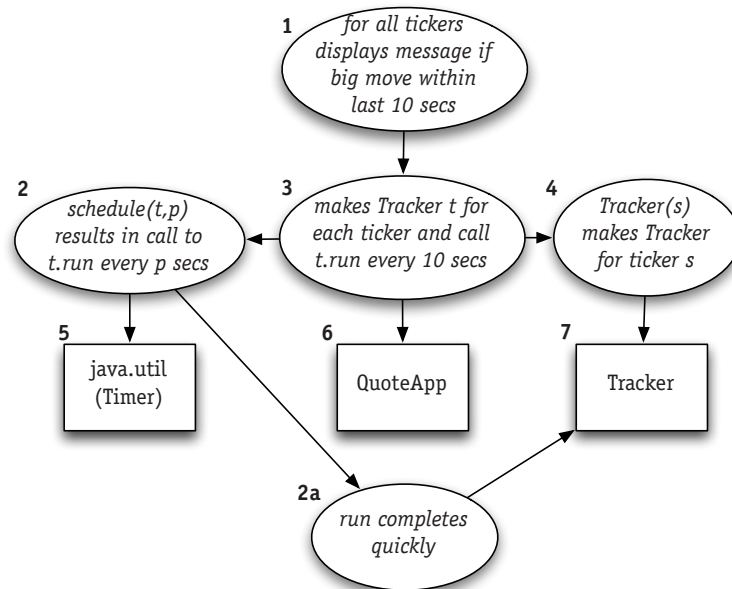 1
for all tickers
displays message if
big move within
last 10 secs
2
schedule(t,p)
results in call to
t.run every p secs
3
makes Tracker t for
each ticker and call
t.run every 10 secs
4
Tracker(s)
makes Tracker
for ticker s
5
java.util
(Timer)
6
QuoteApp
7
Tracker
2a
run completes
quickly